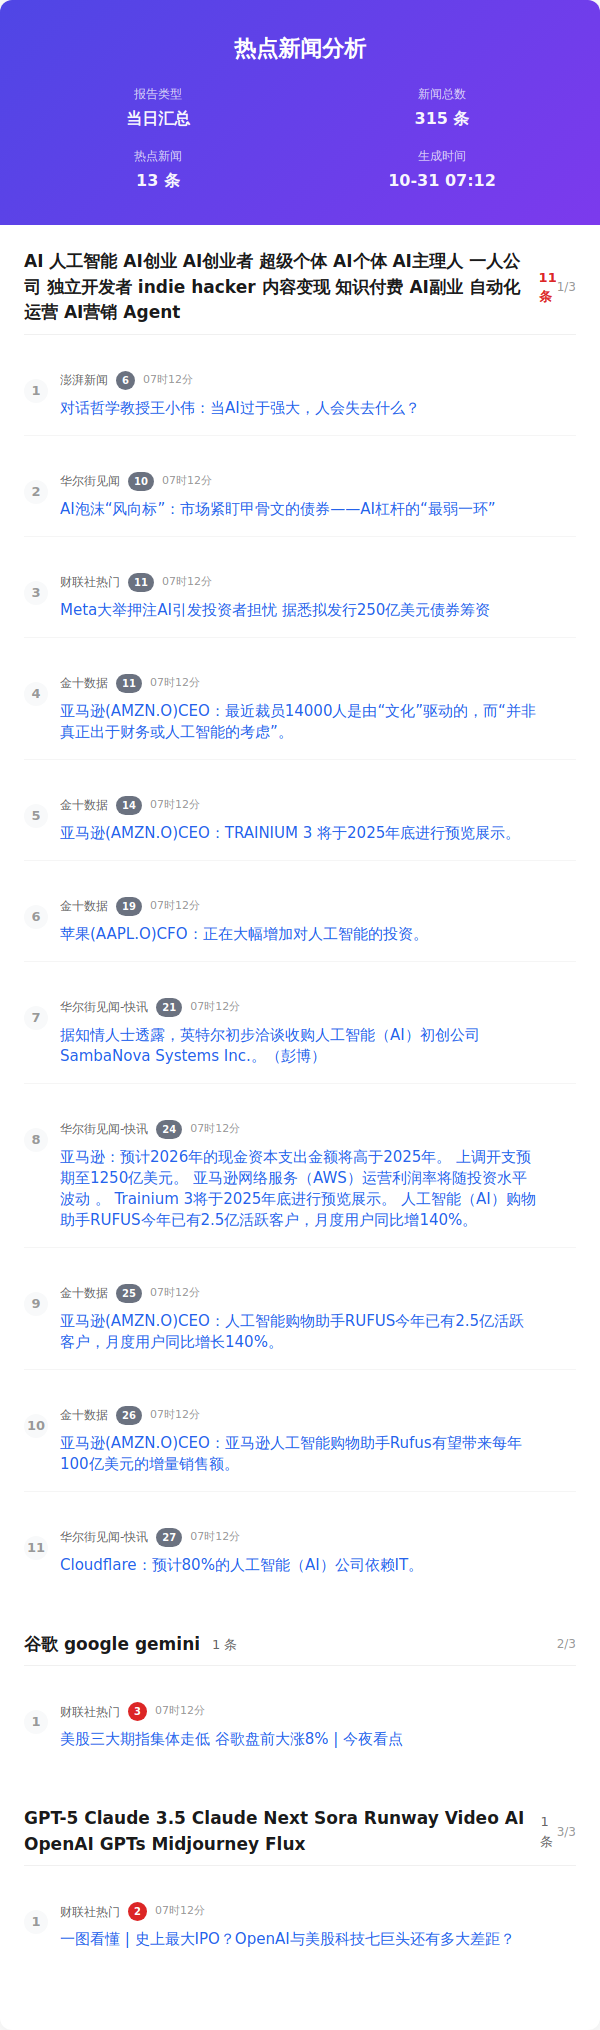 热点新闻分析
报告类型
当日汇总
新闻总数
315 条
热点新闻
13 条
生成时间
10-31 07:12
AI 人工智能 AI创业 AI创业者 超级个体 AI个体 AI主理人 一人公
司 独立开发者 indie hacker 内容变现 知识付费 AI副业 自动化
运营 AI营销 Agent
11
条
1/3
1
澎湃新闻 6 07时12分
对话哲学教授王小伟：当AI过于强大，人会失去什么？
2
华尔街见闻 10 07时12分
AI泡沫“风向标”：市场紧盯甲骨文的债券——AI杠杆的“最弱一环”
3
财联社热门 11 07时12分
Meta大举押注AI引发投资者担忧 据悉拟发行250亿美元债券筹资
4
金十数据 11 07时12分
亚马逊(AMZN.O)CEO：最近裁员14000人是由“文化”驱动的，而“并非
真正出于财务或人工智能的考虑”。
5
金十数据 14 07时12分
亚马逊(AMZN.O)CEO：TRAINIUM 3 将于2025年底进行预览展示。
6
金十数据 19 07时12分
苹果(AAPL.O)CFO：正在大幅增加对人工智能的投资。
7
华尔街见闻-快讯 21 07时12分
据知情人士透露，英特尔初步洽谈收购人工智能（AI）初创公司
SambaNova Systems Inc.。（彭博）
8
华尔街见闻-快讯 24 07时12分
亚马逊：预计2026年的现金资本支出金额将高于2025年。 上调开支预
期至1250亿美元。 亚马逊网络服务（AWS）运营利润率将随投资水平
波动 。 Trainium 3将于2025年底进行预览展示。 人工智能（AI）购物
助手RUFUS今年已有2.5亿活跃客户，月度用户同比增140%。
9
金十数据 25 07时12分
亚马逊(AMZN.O)CEO：人工智能购物助手RUFUS今年已有2.5亿活跃
客户，月度用户同比增长140%。
10
金十数据 26 07时12分
亚马逊(AMZN.O)CEO：亚马逊人工智能购物助手Rufus有望带来每年
100亿美元的增量销售额。
11
华尔街见闻-快讯 27 07时12分
Cloudflare：预计80%的人工智能（AI）公司依赖IT。
谷歌 google gemini 1 条 2/3
1
财联社热门 3 07时12分
美股三大期指集体走低 谷歌盘前大涨8% | 今夜看点
GPT-5 Claude 3.5 Claude Next Sora Runway Video AI
OpenAI GPTs Midjourney Flux
1
条
3/3
1
财联社热门 2 07时12分
一图看懂 | 史上最大IPO？OpenAI与美股科技七巨头还有多大差距？